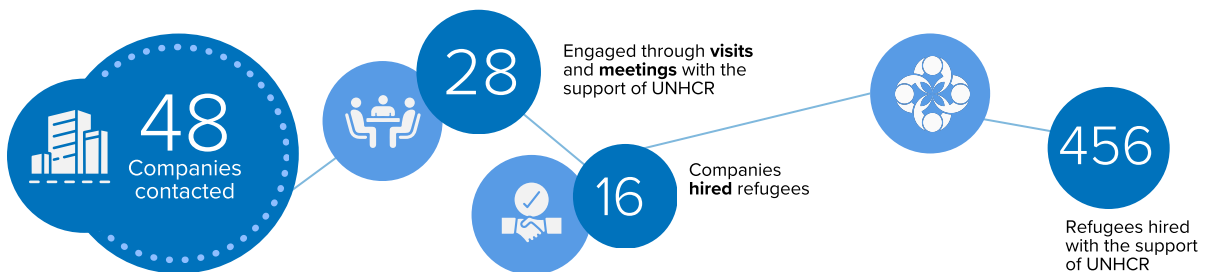 48
Companies
contacted
28
Engaged through visits
and meetings with the
support of UNHCR
16
Companies
hired refugees
456
Refugees hired
with the support
of UNHCR